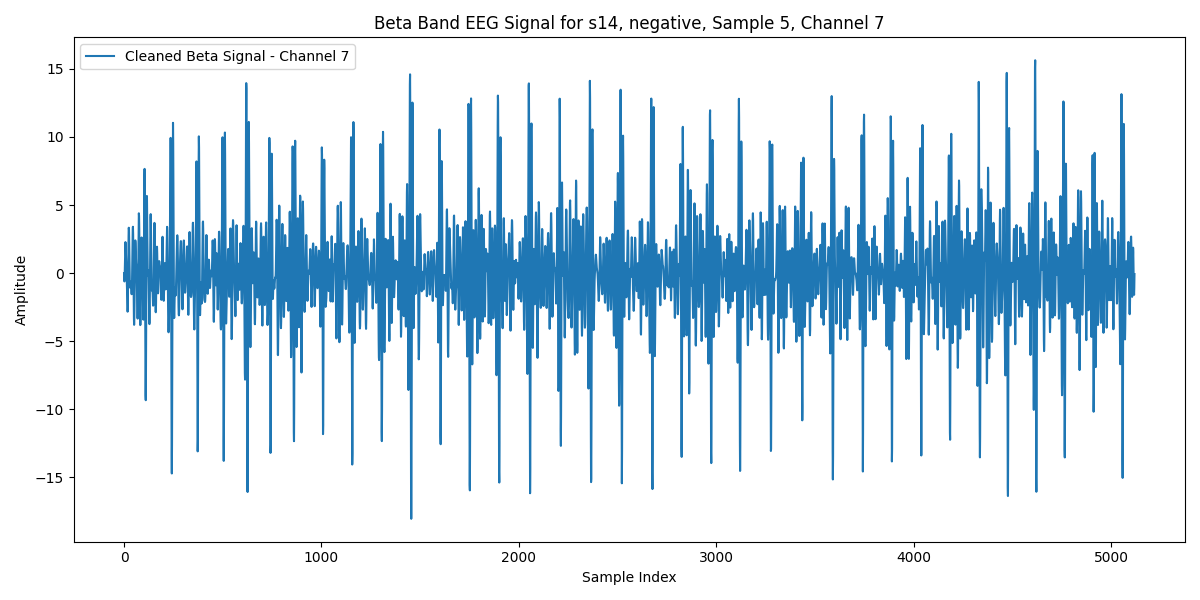 Beta Band EEG Signal for s14, negative, Sample 5, Channel 7
Cleaned Beta Signal - Channel 7
Amplitude
15
10
5
0
−5
−10
−15
0 1000 2000 3000 4000 5000
Sample Index